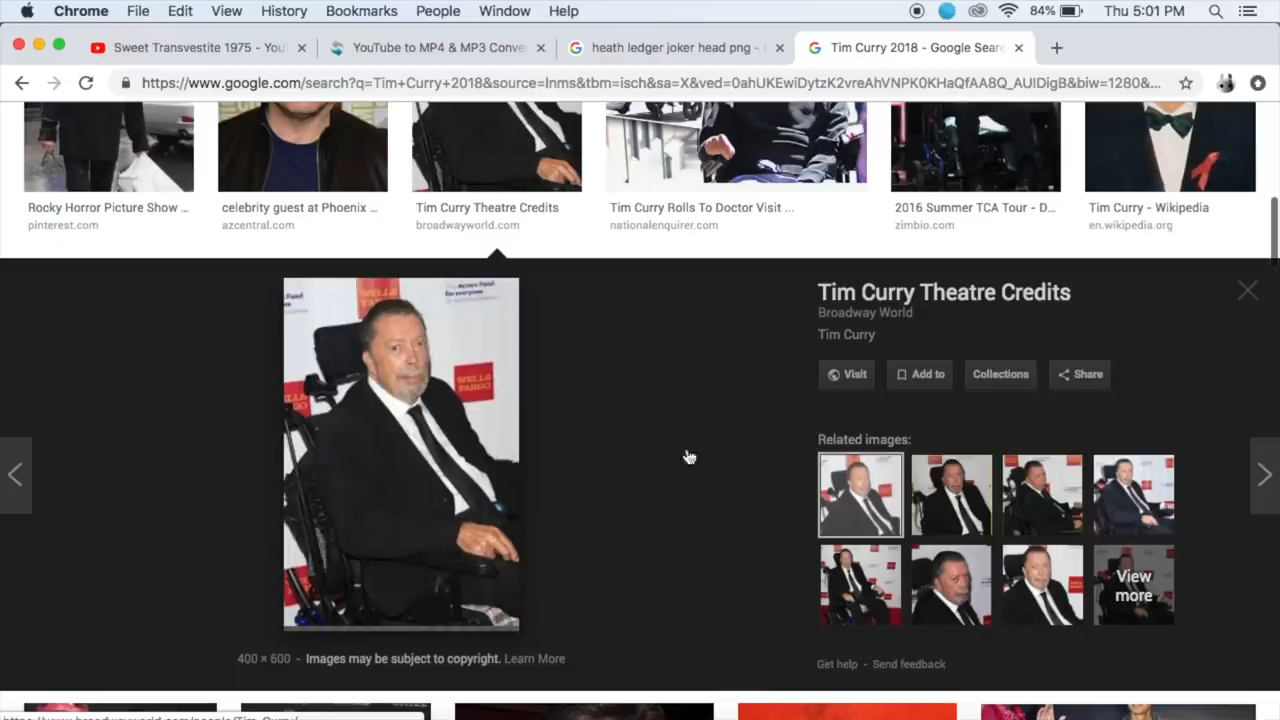 Chrome File Edit View History Bookmarks People Window Help 84% Thu 5:01 PM
Sweet Transvestite 1975 - You YouTube to MP4 & MP3 Conve heath ledger joker head png - Tim Curry 2018 - Google Sear
https://www.google.com/search?q=Tim+Curry+2018&source=lnms&tbm=isch&sa=X&ved=0ahUKEwiDytzK2vreAhVNPK0KHaQfAA8Q_AUIDigB&biw=1280&...
Rocky Horror Picture Show ... celebrity guest at Phoenix ... Tim Curry Theatre Credits Tim Curry Rolls To Doctor Visit ... 2016 Summer TCA Tour - D... Tim Curry - Wikipedia
pinterest.com azcentral.com broadwayworld.com nationalenquirer.com zimbio.com en.wikipedia.org
Tim Curry Theatre Credits
Broadway World
Tim Curry
Visit Add to Collections Share
Related images:
WELLS
FARGO
View
more
400 × 600 - Images may be subject to copyright. Learn More
Get help - Send feedback